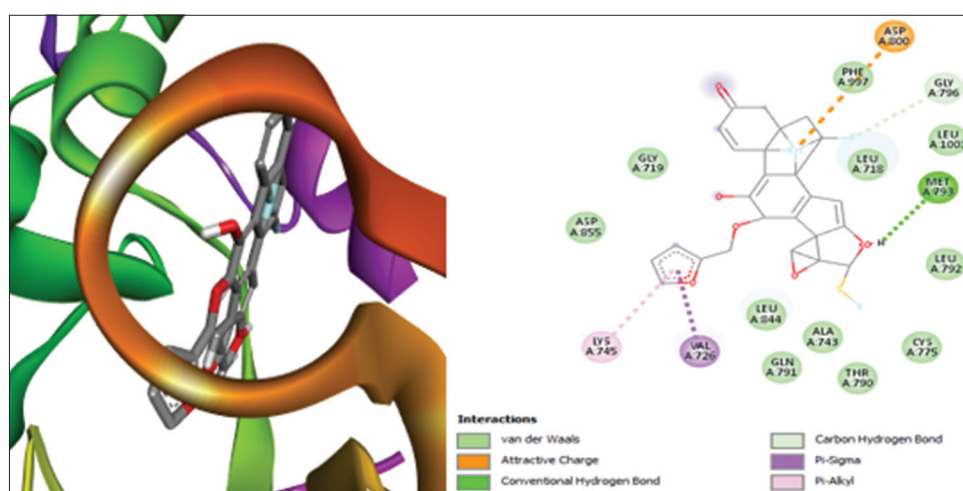 ASP
A:800
PHE
A:997
GLY
A:796
LEU
A:1001
LEU
A:718
GLY
A:719
MET
A:793
ASP
A:855
LEU
A:792
LEU
A:844
LYS
A:745
VAL
A:726
ALA
A:743
CYS
A:775
GLN
A:791
THR
A:790
O
O
O
O
O
O
H
S
Interactions
van der Waals
Attractive Charge
Conventional Hydrogen Bond
Carbon Hydrogen Bond
Pi-Sigma
Pi-Alkyl